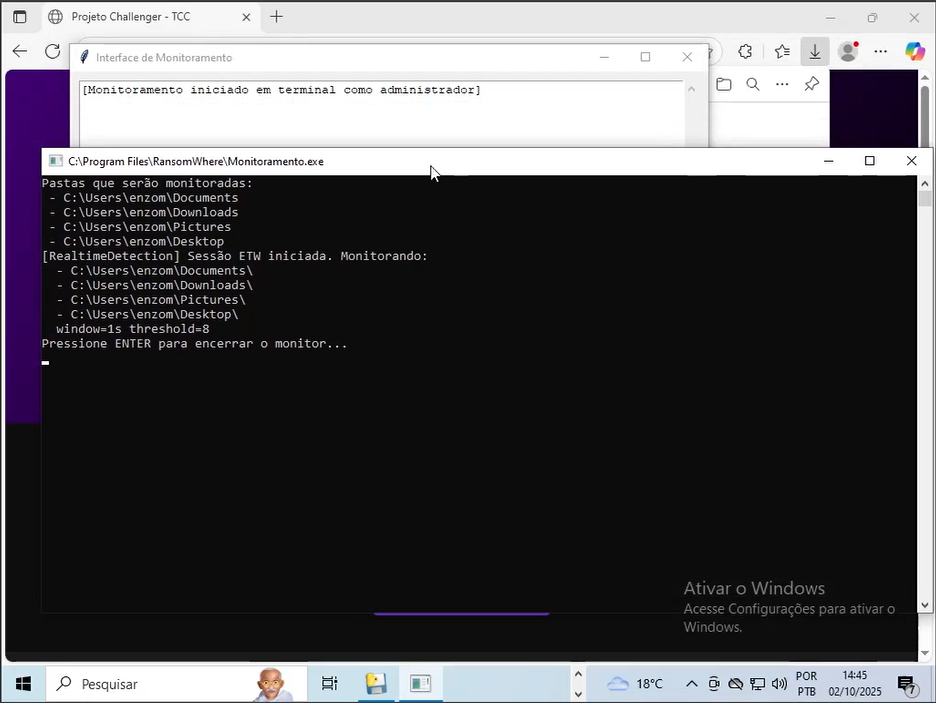 Projeto Challenger - TCC
Interface de Monitoramento
[Monitoramento iniciado em terminal como administrador]
C:\Program Files\RansomWhere\Monitoramento.exe
Pastas que serão monitoradas:
- C:\Users\enzom\Documents
- C:\Users\enzom\Downloads
- C:\Users\enzom\Pictures
- C:\Users\enzom\Desktop
[RealtimeDetection] Sessão ETW iniciada. Monitorando:
- C:\Users\enzom\Documents\
- C:\Users\enzom\Downloads\
- C:\Users\enzom\Pictures\
- C:\Users\enzom\Desktop\
window=1s threshold=8
Pressione ENTER para encerrar o monitor...
Ativar o Windows
Acesse Configurações para ativar o
Windows.
Pesquisar
18°C
POR
PTB
14:45
02/10/2025
7